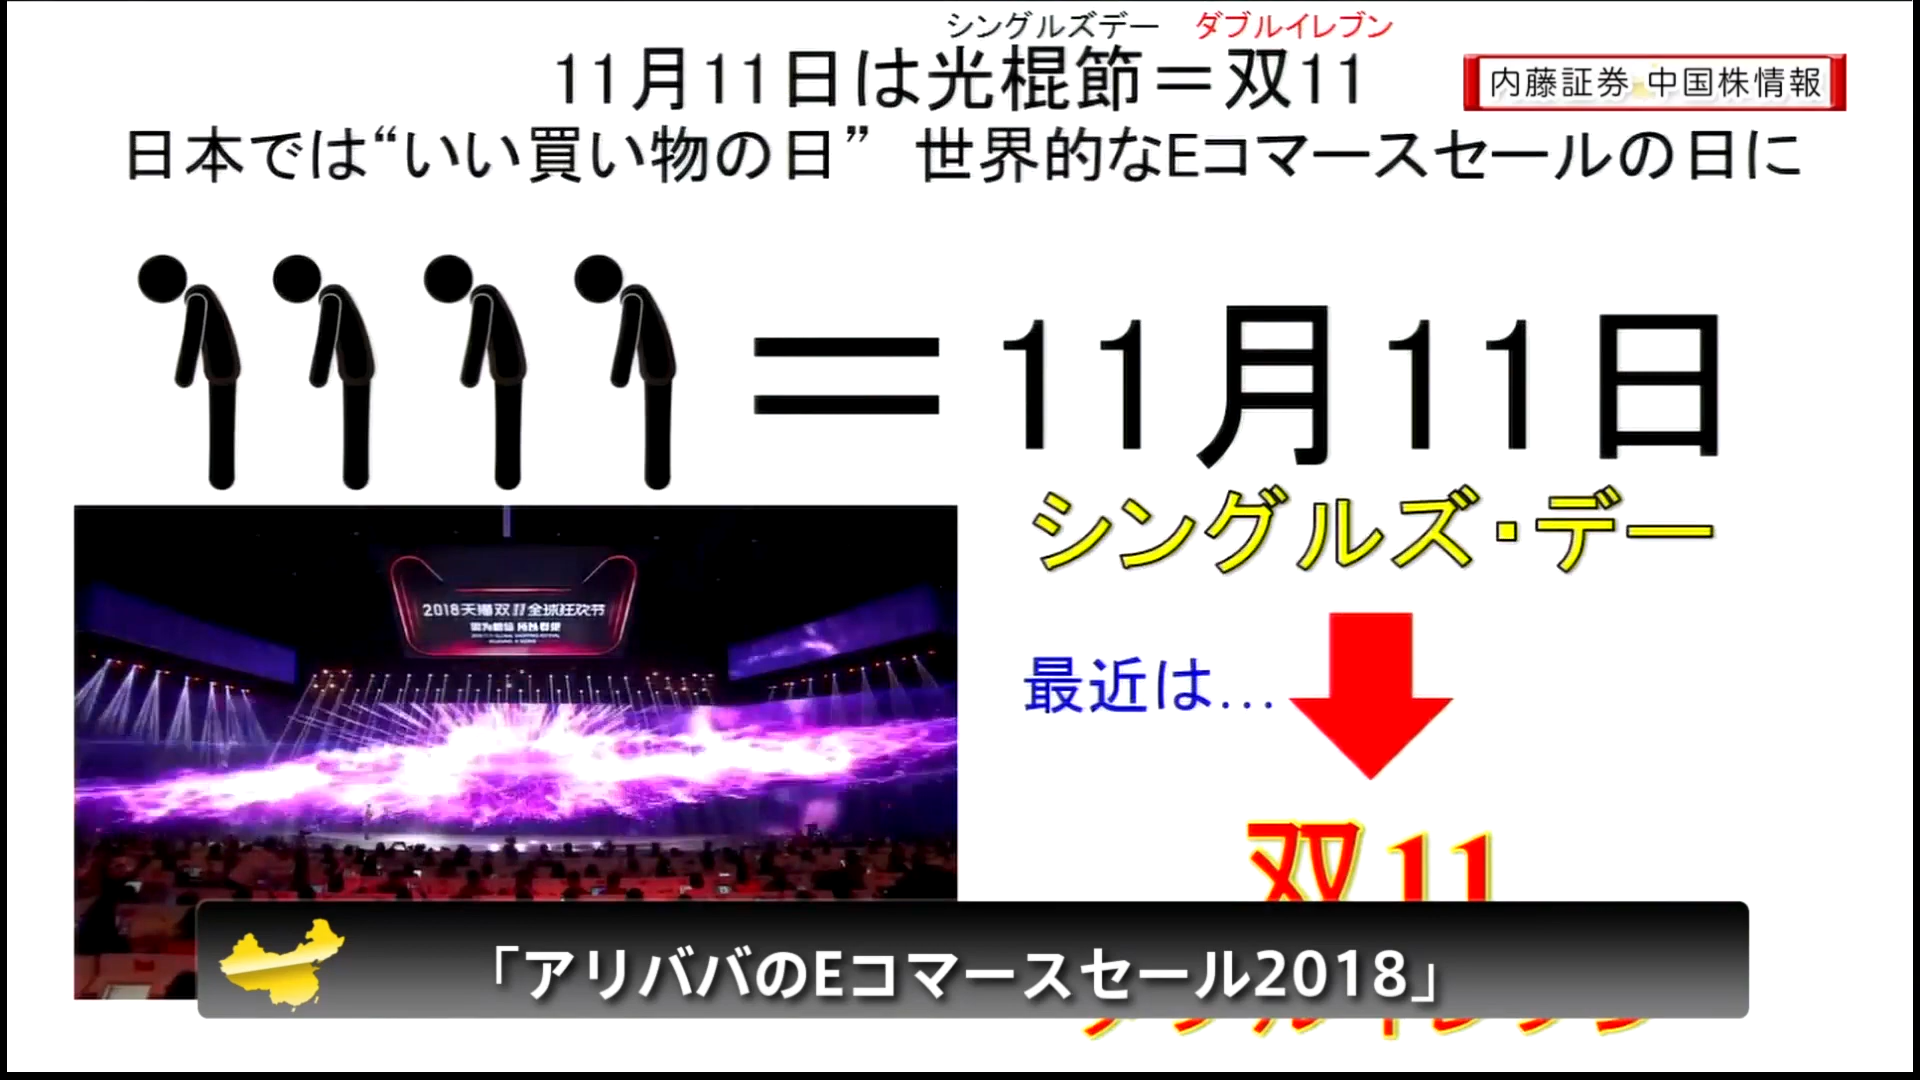 シングルズデー ダブルイレブン
11月11日は光棍節＝双11
内藤証券 中国株情報
日本では“いい買い物の日” 世界的なEコマースセールの日に
＝11月11日
シングルズ・デー
2018天猫双11全球狂欢节
最近は…
双11
「アリババのEコマースセール2018」